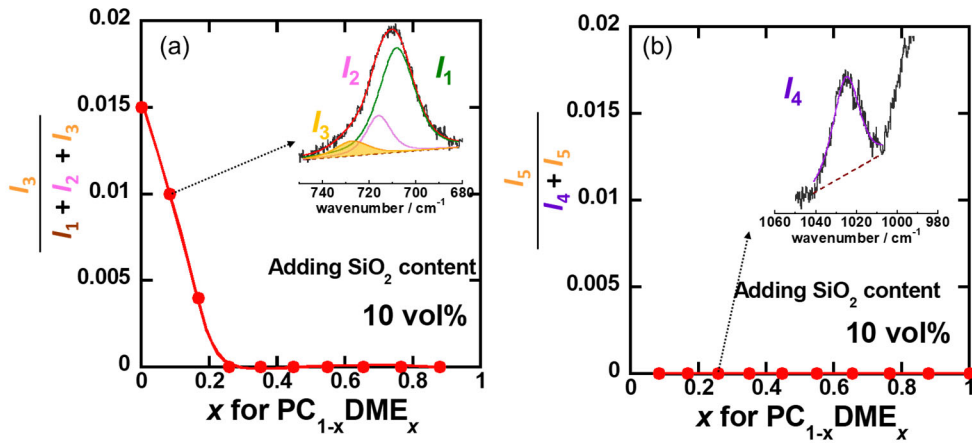 (a)
I₃
I₁ + I₂ + I₃
0.02
0.015
0.01
0.005
0
0 0.2 0.4 0.6 0.8 1
x for PC₁₋ₓDMEₓ
I₂ I₁
I₃
740 720 700 680
wavenumber / cm⁻¹
Adding SiO₂ content
10 vol%
(b)
I₅
I₄ + I₅
0.02
0.015
0.01
0.005
0
0 0.2 0.4 0.6 0.8 1
x for PC₁₋ₓDMEₓ
I₄
1060 1040 1020 1000 980
wavenumber / cm⁻¹
Adding SiO₂ content
10 vol%